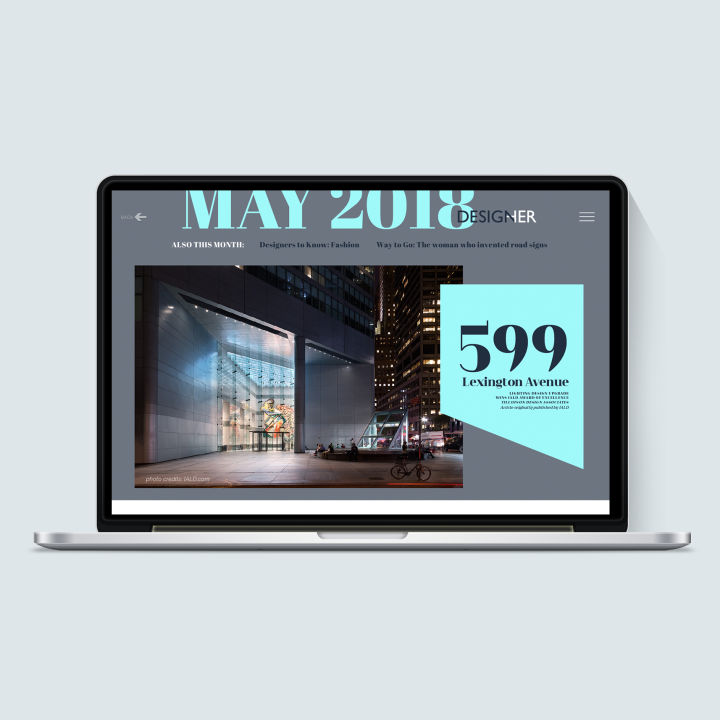 MAY 2018
BACK
DESIGNHER
ALSO THIS MONTH: Designers to Know: Fashion Way to Go: The woman who invented road signs
599
Lexington Avenue
LIGHTING DESIGN UPGRADE
WINS IALD AWARD OF EXCELLENCE
TILLOTSON DESIGN ASSOCIATES
Article originally published by IALD
photo credits: IALD.com